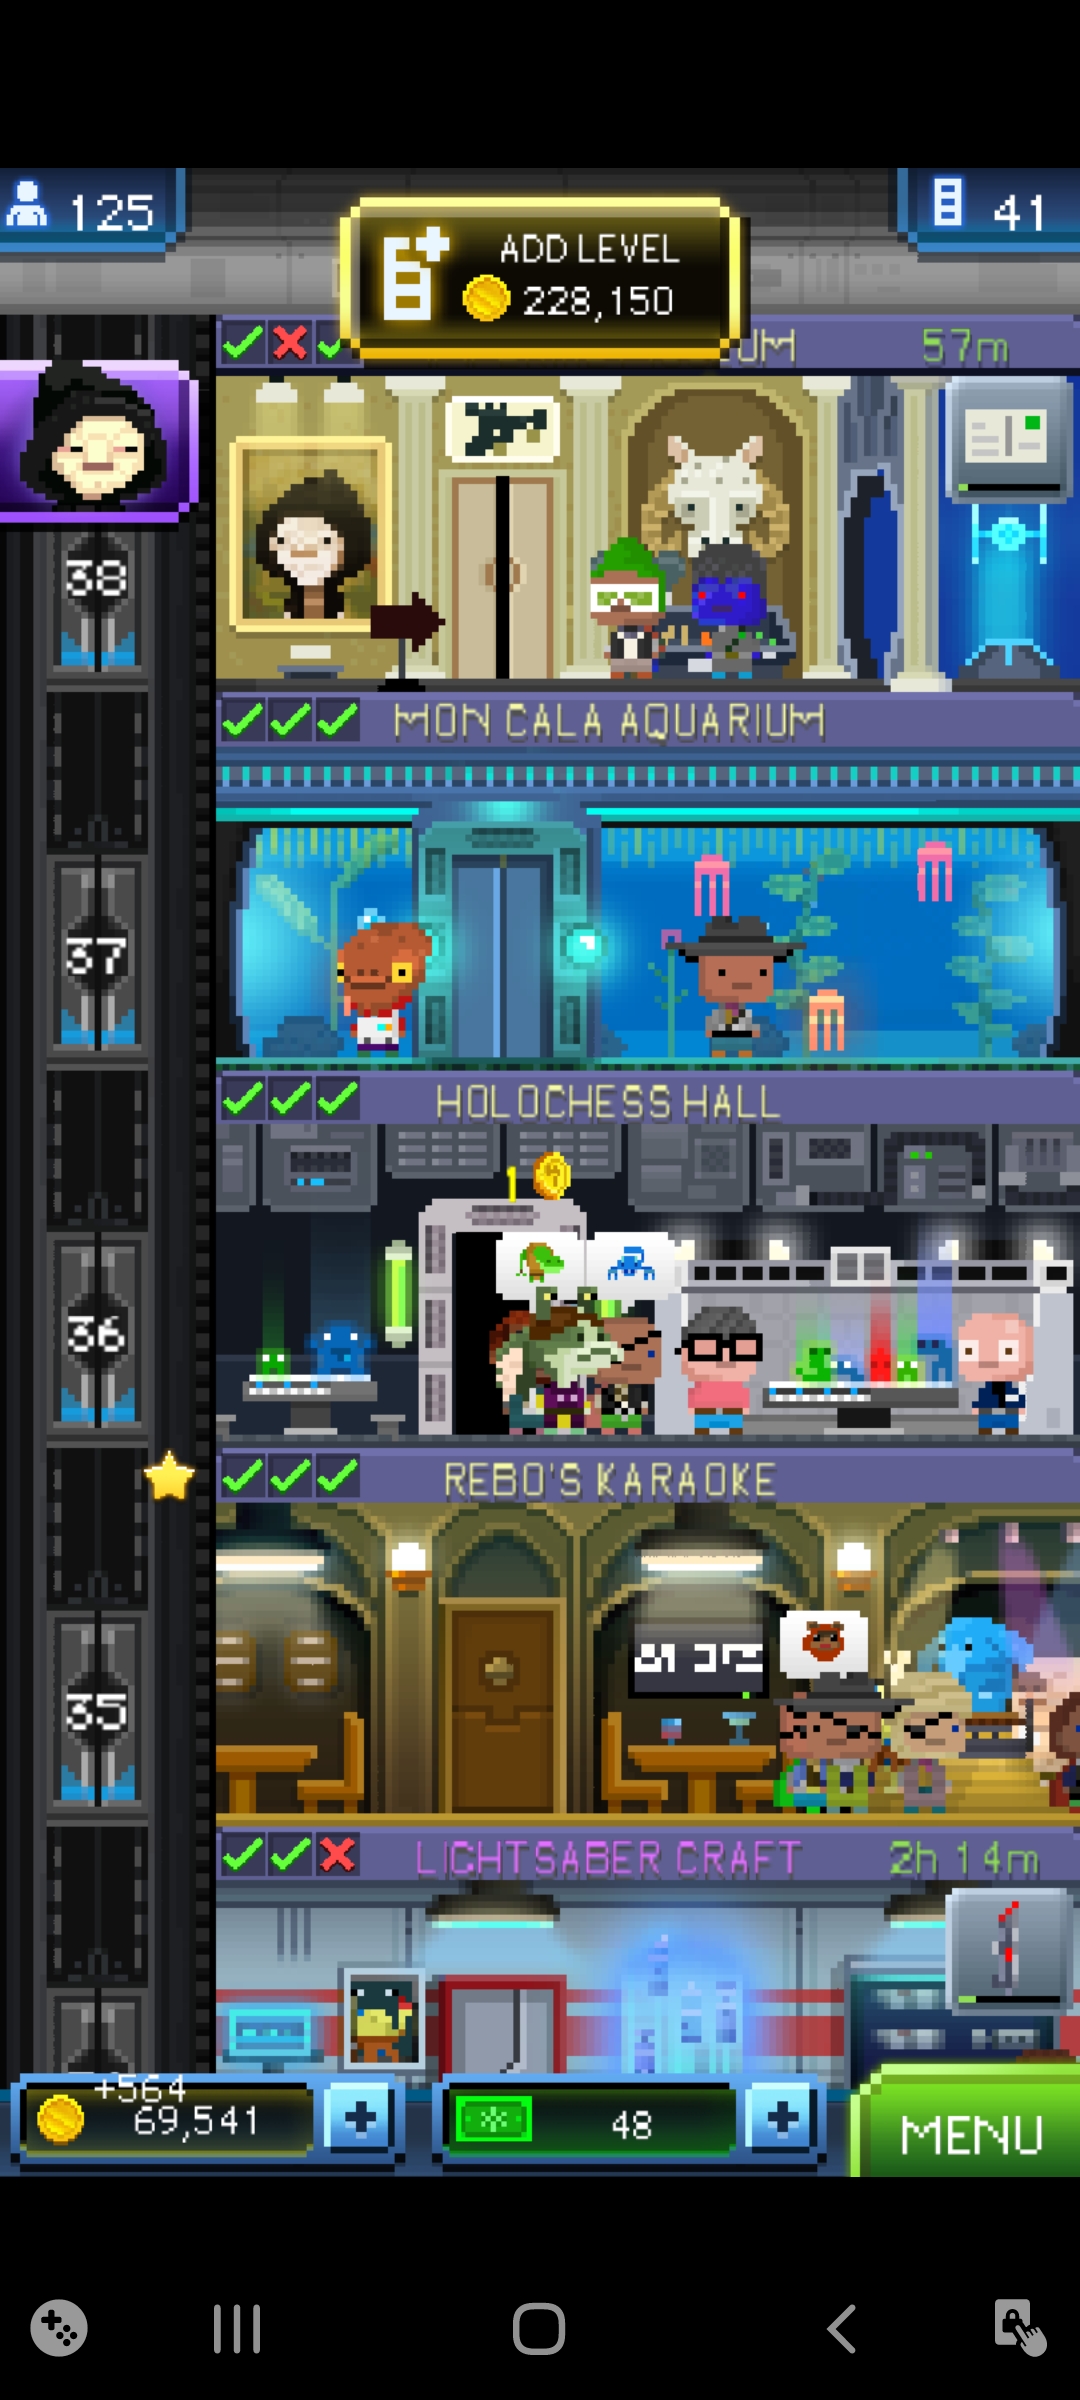 125
ADD LEVEL
228,150
41
UM
57m
38
MON CALA AQUARIUM
37
HOLOCHESS HALL
1
36
REBO'S KARAOKE
35
LIGHTSABER CRAFT
2h 14m
+564
69,541
48
MENU